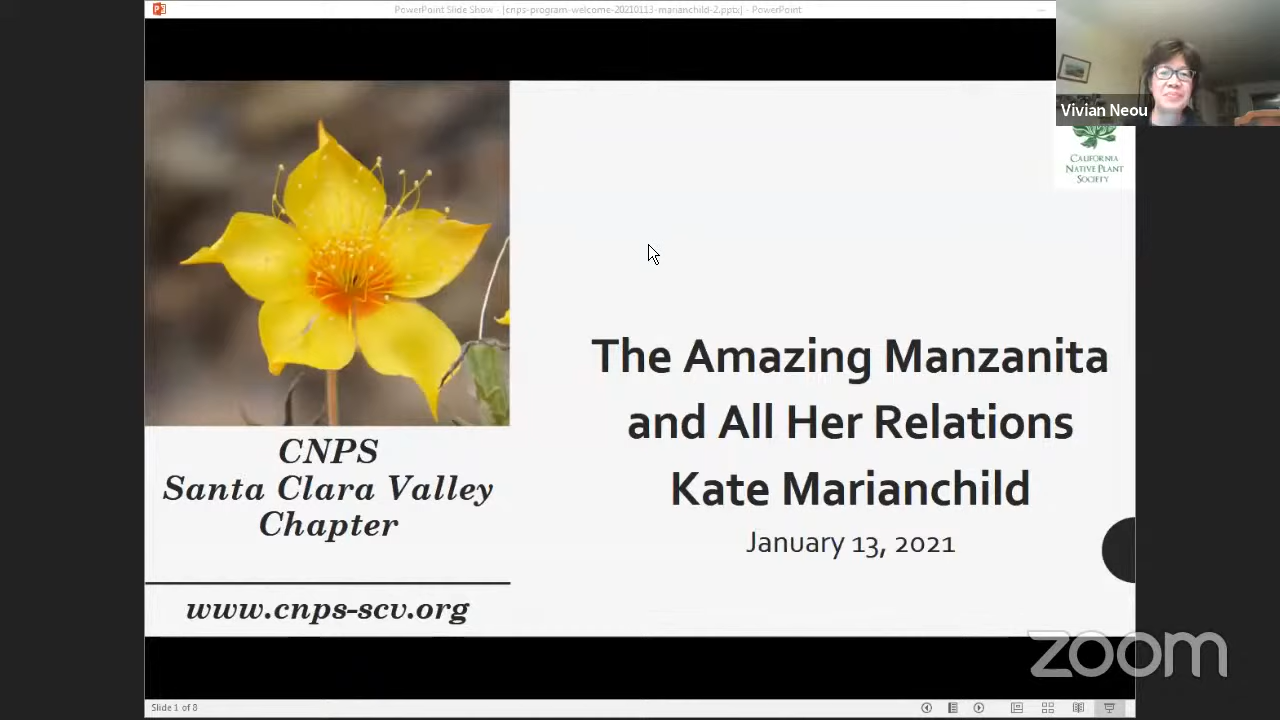 PowerPoint Slide Show - [cnps-program-welcome-20210113-marianchild-2.pptx] - PowerPoint
Vivian Neou
CALIFORNIA
NATIVE PLANT
SOCIETY
The Amazing Manzanita
and All Her Relations
Kate Marianchild
January 13, 2021
CNPS
Santa Clara Valley
Chapter
www.cnps-scv.org
zoom
Slide 1 of 8